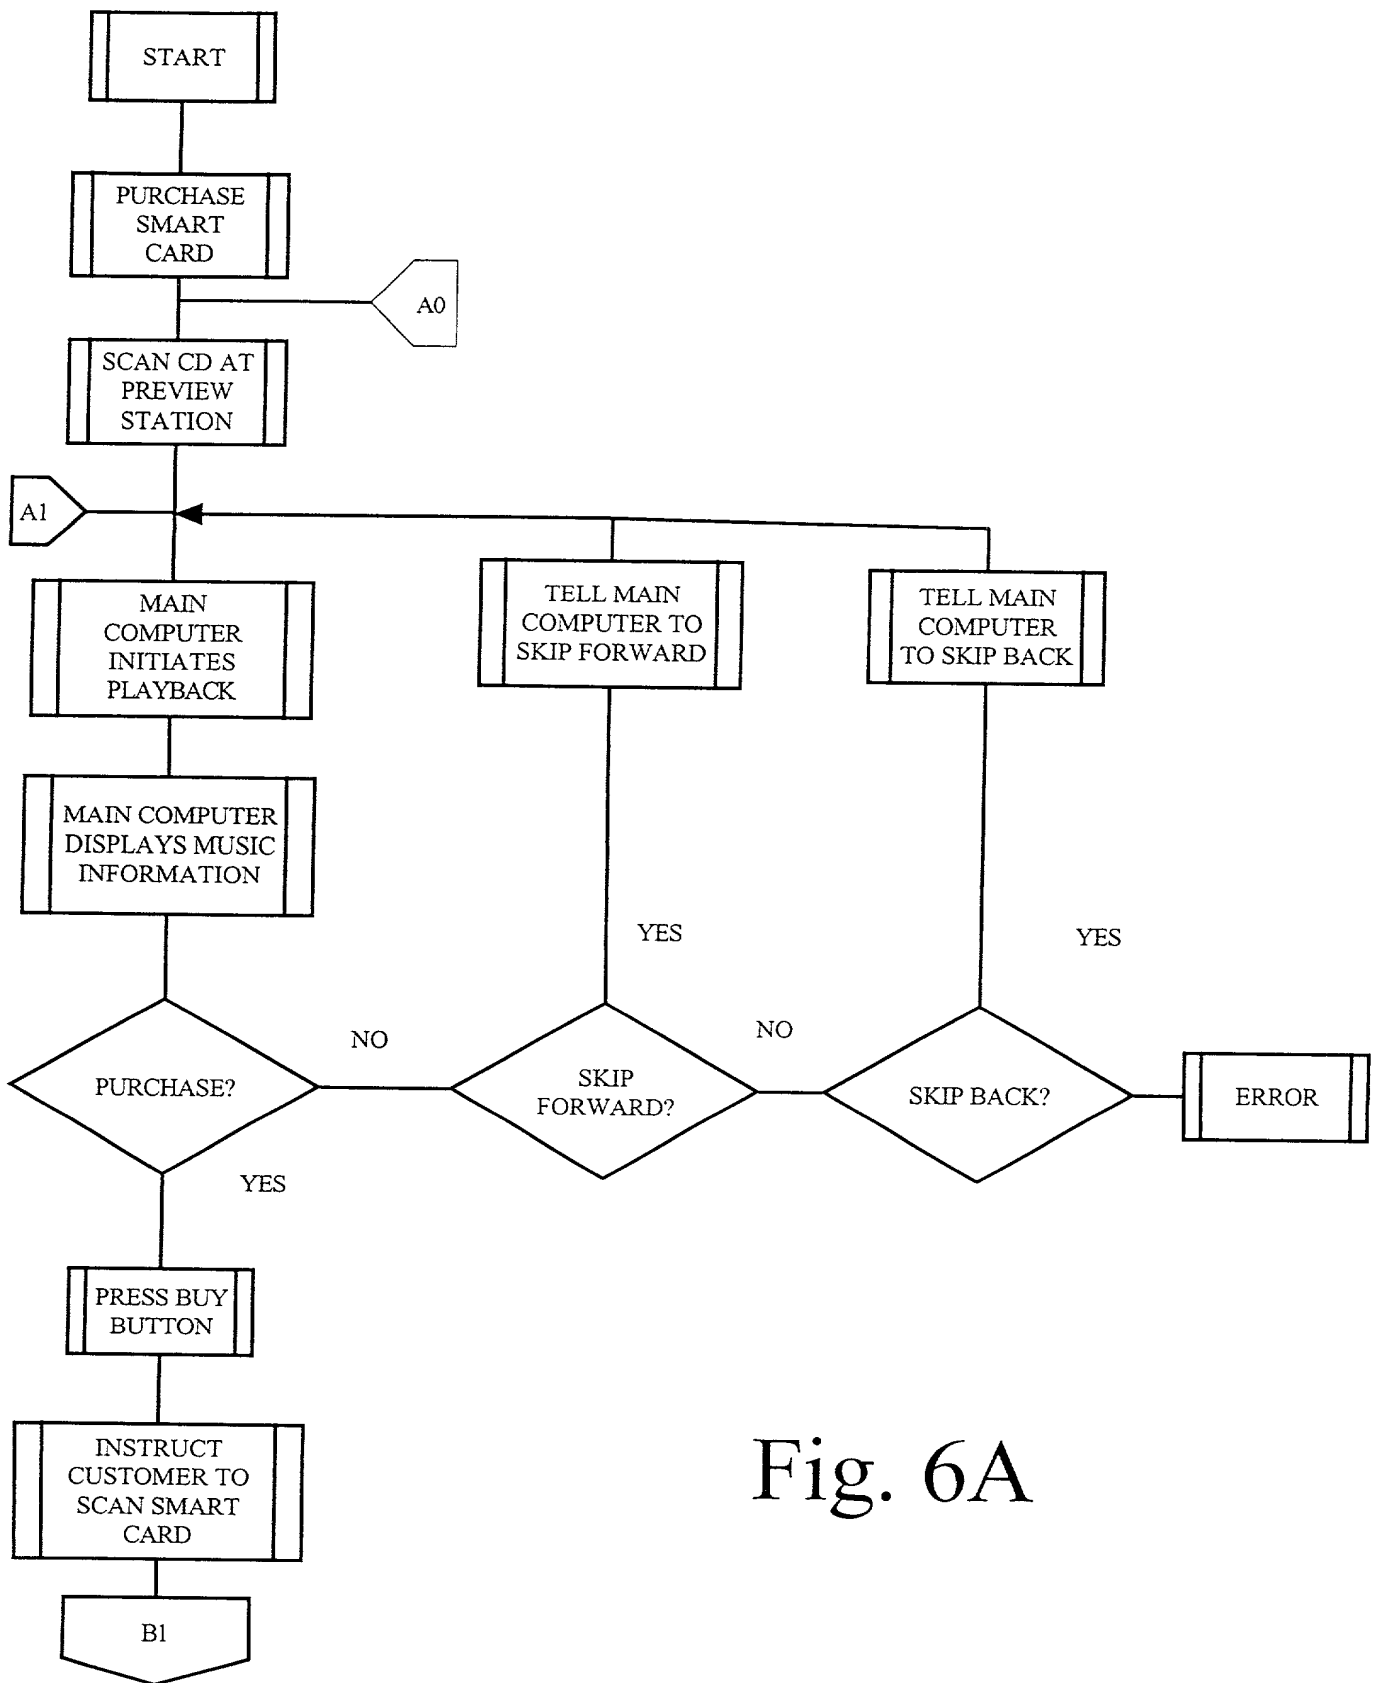 START
PURCHASE
SMART
CARD
A0
SCAN CD AT
PREVIEW
STATION
A1
MAIN
COMPUTER
INITIATES
PLAYBACK
TELL MAIN
COMPUTER TO
SKIP FORWARD
TELL MAIN
COMPUTER
TO SKIP BACK
MAIN COMPUTER
DISPLAYS MUSIC
INFORMATION
YES
YES
NO
NO
PURCHASE?
SKIP
FORWARD?
SKIP BACK?
ERROR
YES
PRESS BUY
BUTTON
INSTRUCT
CUSTOMER TO
SCAN SMART
CARD
B1
Fig. 6A